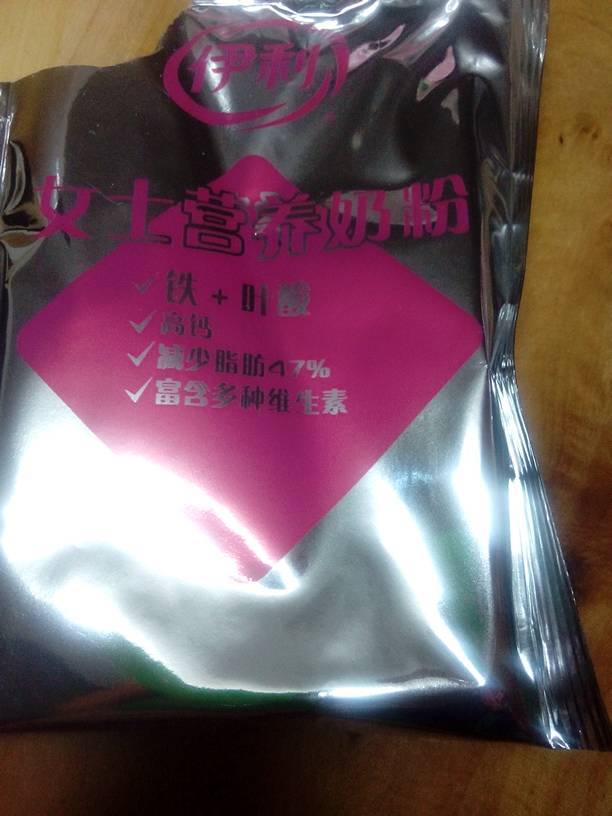 伊利
女士营养奶粉
✓铁+叶酸
✓高钙
✓减少脂肪47%
✓富含多种维生素